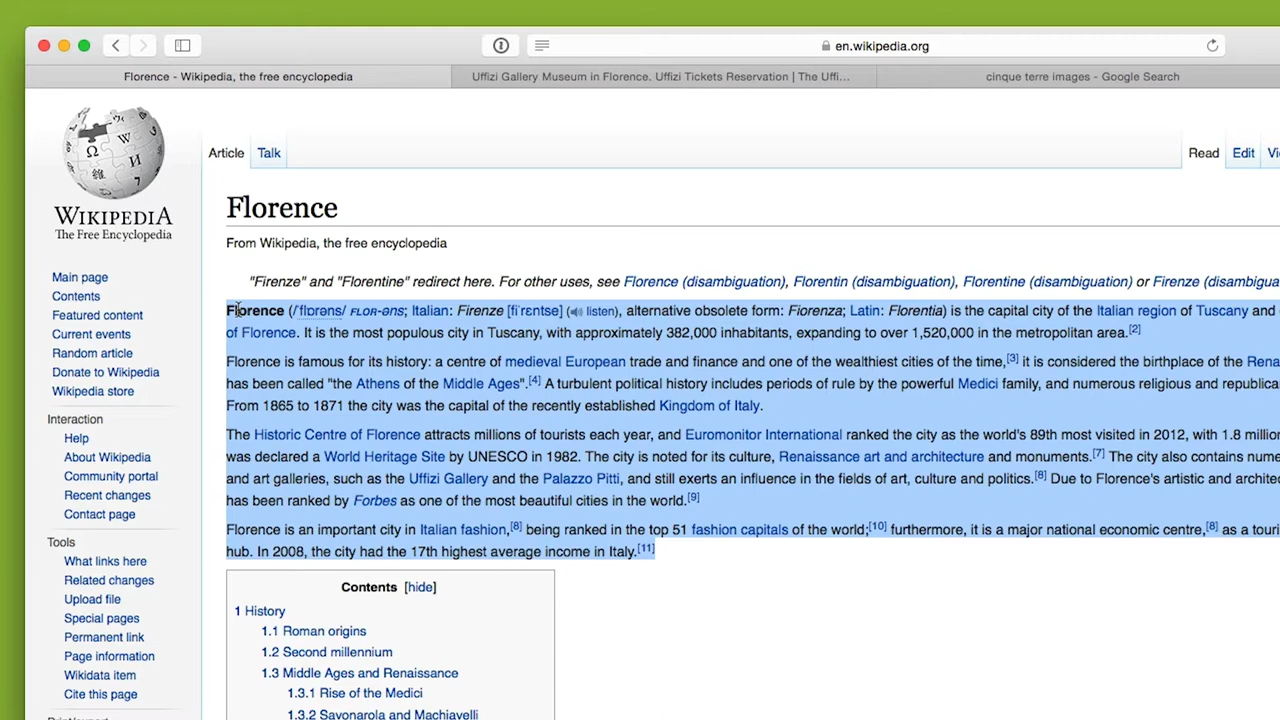 en.wikipedia.org
Florence - Wikipedia, the free encyclopedia
Uffizi Gallery Museum in Florence. Uffizi Tickets Reservation | The Uffi...
cinque terre images - Google Search
WIKIPEDIA
The Free Encyclopedia
Main page
Contents
Featured content
Current events
Random article
Donate to Wikipedia
Wikipedia store
Interaction
Help
About Wikipedia
Community portal
Recent changes
Contact page
Tools
What links here
Related changes
Upload file
Special pages
Permanent link
Page information
Wikidata item
Cite this page
Article
Talk
Read
Edit
Florence
From Wikipedia, the free encyclopedia
"Firenze" and "Florentine" redirect here. For other uses, see Florence (disambiguation), Florentin (disambiguation), Florentine (disambiguation) or Firenze (disambigua
Florence (/ˈflɒrəns/ FLOR-əns; Italian: Firenze [fiˈrɛntse] (listen), alternative obsolete form: Fiorenza; Latin: Florentia) is the capital city of the Italian region of Tuscany and
of Florence. It is the most populous city in Tuscany, with approximately 382,000 inhabitants, expanding to over 1,520,000 in the metropolitan area.[2]
Florence is famous for its history: a centre of medieval European trade and finance and one of the wealthiest cities of the time,[3] it is considered the birthplace of the Rena
has been called "the Athens of the Middle Ages".[4] A turbulent political history includes periods of rule by the powerful Medici family, and numerous religious and republica
From 1865 to 1871 the city was the capital of the recently established Kingdom of Italy.
The Historic Centre of Florence attracts millions of tourists each year, and Euromonitor International ranked the city as the world's 89th most visited in 2012, with 1.8 million
was declared a World Heritage Site by UNESCO in 1982. The city is noted for its culture, Renaissance art and architecture and monuments.[7] The city also contains nume
and art galleries, such as the Uffizi Gallery and the Palazzo Pitti, and still exerts an influence in the fields of art, culture and politics.[8] Due to Florence's artistic and archite
has been ranked by Forbes as one of the most beautiful cities in the world.[9]
Florence is an important city in Italian fashion,[8] being ranked in the top 51 fashion capitals of the world;[10] furthermore, it is a major national economic centre,[8] as a touri
hub. In 2008, the city had the 17th highest average income in Italy.[11]
Contents [hide]
1 History
1.1 Roman origins
1.2 Second millennium
1.3 Middle Ages and Renaissance
1.3.1 Rise of the Medici
1.3.2 Savonarola and Machiavelli